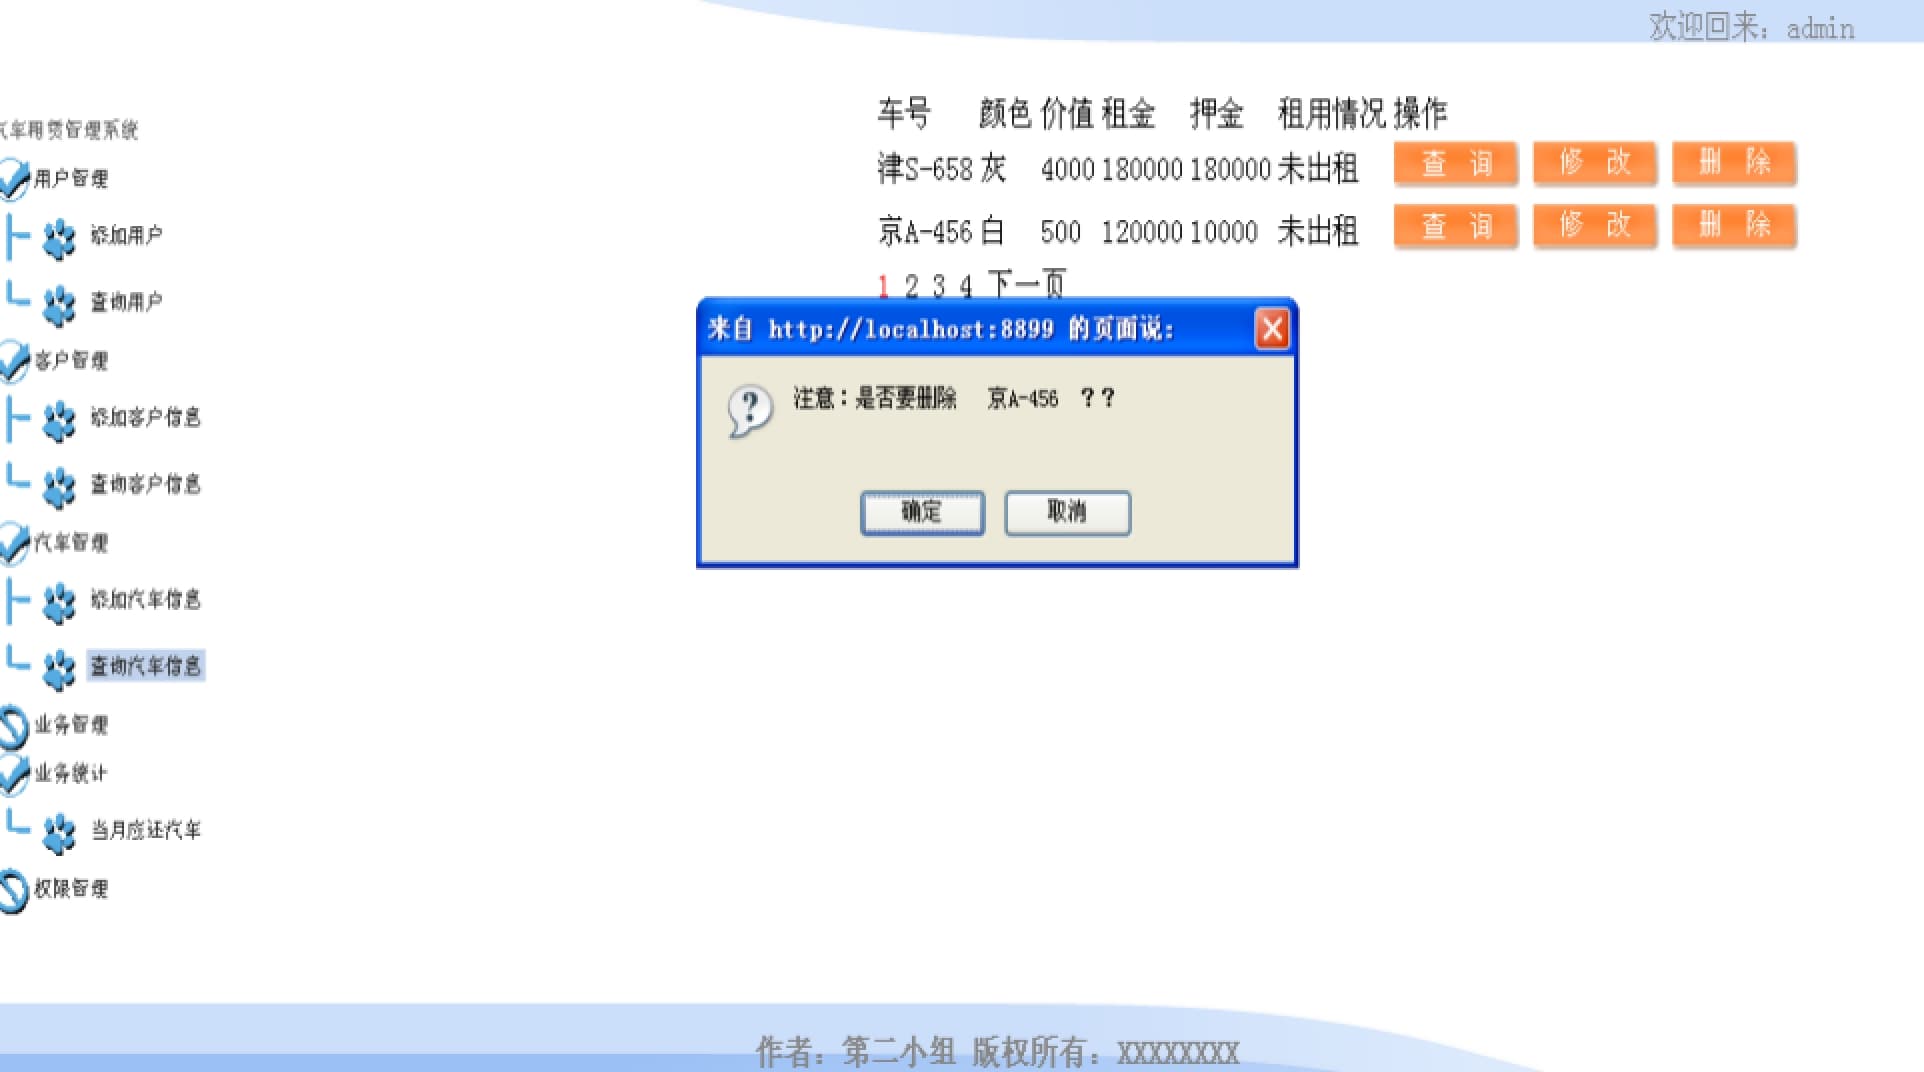 欢迎回来：admin
汽车用赁管理系统
用户管理
添加用户
查询用户
客户管理
添加客户信息
查询客户信息
汽车管理
添加汽车信息
查询汽车信息
业务管理
业务统计
当月应还汽车
权限管理
车号 颜色 价值 租金 押金 租用情况 操作
津S-658 灰 4000 180000 180000 未出租 查 询 修 改 删 除
京A-456 白 500 120000 10000 未出租 查 询 修 改 删 除
1 2 3 4 下一页
来自 http://localhost:8899 的页面说：
注意：是否要删除 京A-456 ？？
确定 取消
作者：第二小组 版权所有：XXXXXXXX